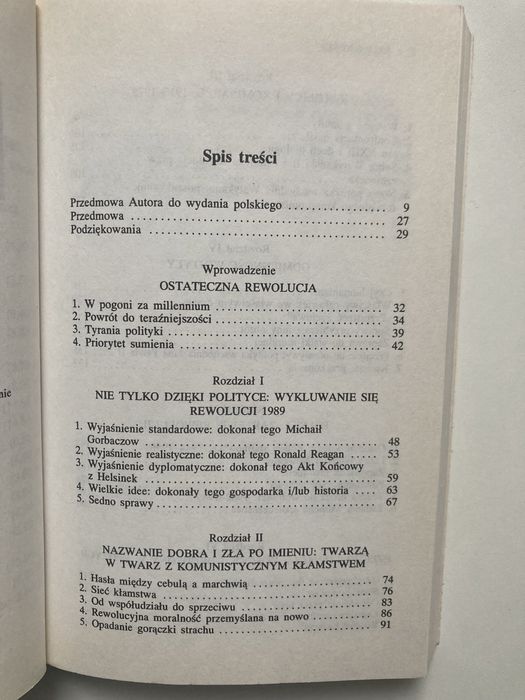 Spis treści
Przedmowa Autora do wydania polskiego ................. 9
Przedmowa ........................................ 27
Podziękowania ..................................... 29
Wprowadzenie
OSTATECZNA REWOLUCJA
1. W pogoni za millennium ............................ 32
2. Powrót do teraźniejszości ............................ 34
3. Tyrania polityki .................................... 39
4. Priorytet sumienia .................................. 42
Rozdział I
NIE TYLKO DZIĘKI POLITYCE: WYKLUWANIE SIĘ
REWOLUCJI 1989
1. Wyjaśnienie standardowe: dokonał tego Michaił
Gorbaczow ........................................ 48
2. Wyjaśnienie realistyczne: dokonał tego Ronald Reagan ..... 53
3. Wyjaśnienie dyplomatyczne: dokonał tego Akt Końcowy
z Helsinek ........................................ 59
4. Wielkie idee: dokonały tego gospodarka i/lub historia .... 63
5. Sedno sprawy ...................................... 67
Rozdział II
NAZWANIE DOBRA I ZŁA PO IMIENIU: TWARZĄ
W TWARZ Z KOMUNISTYCZNYM KŁAMSTWEM
1. Hasła między cebulą a marchwią ..................... 74
2. Sieć kłamstwa ..................................... 76
3. Od współudziału do sprzeciwu ....................... 83
4. Rewolucyjna moralność przemyślana na nowo ........... 86
5. Opadanie gorączki strachu ........................... 91
nie